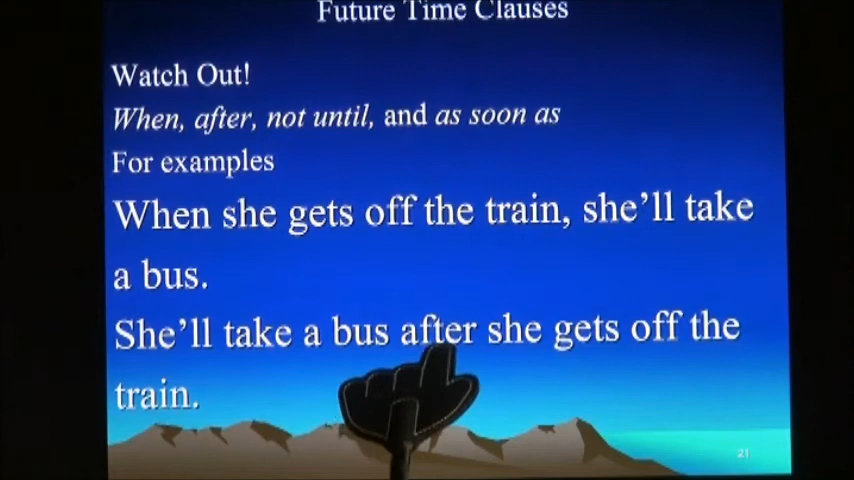 Future Time Clauses
Watch Out!
When, after, not until, and as soon as
For examples
When she gets off the train, she'll take
a bus.
She'll take a bus after she gets off the
train.
21